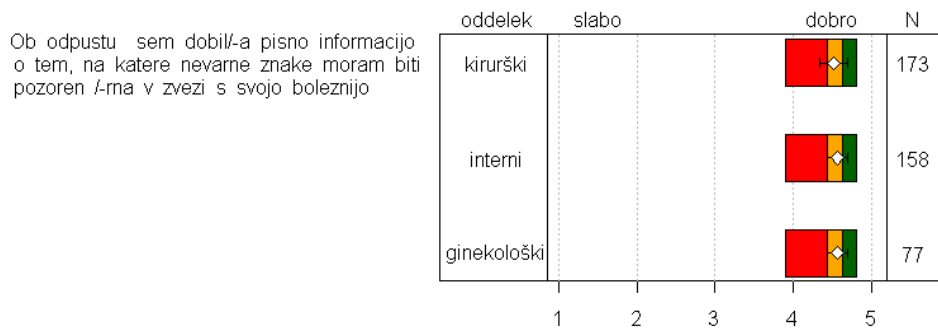 oddelek slabo dobro N
Ob odpustu sem dobil/-a pisno informacijo
o tem, na katere nevarne znake moram biti
pozoren /-rna v zvezi s svojo boleznijo
kirurški 173
interni 158
ginekološki 77
1 2 3 4 5